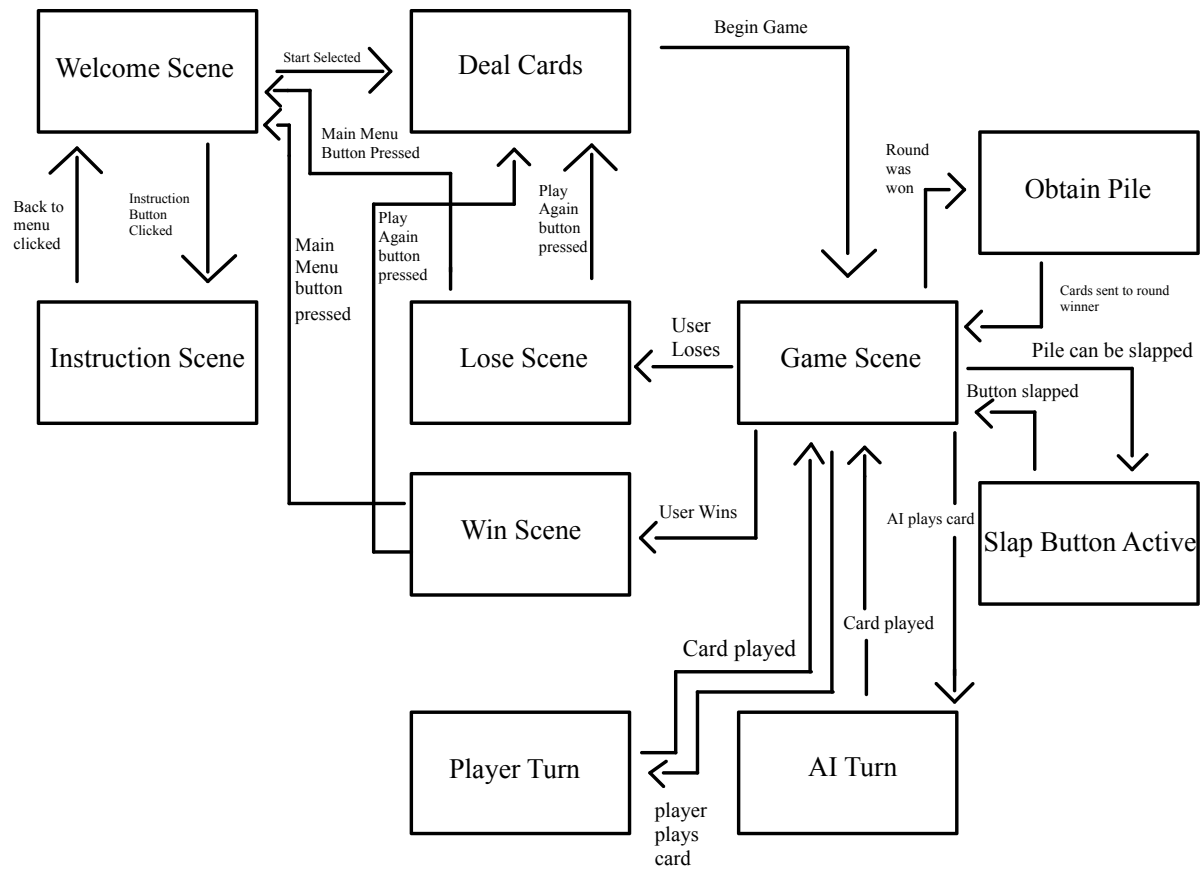 Begin Game
Welcome Scene
Start Selected
Deal Cards
Main Menu
Button Pressed
Round
was
won
Obtain Pile
Back to
menu
clicked
Instruction
Button
Clicked
Main
Menu
button
pressed
Play
Again
button
pressed
Play
Again
button
pressed
Cards sent to round
winner
Instruction Scene
Lose Scene
User
Loses
Game Scene
Pile can be slapped
Button slapped
Win Scene
User Wins
AI plays card
Slap Button Active
Card played
Card played
Player Turn
AI Turn
player
plays
card